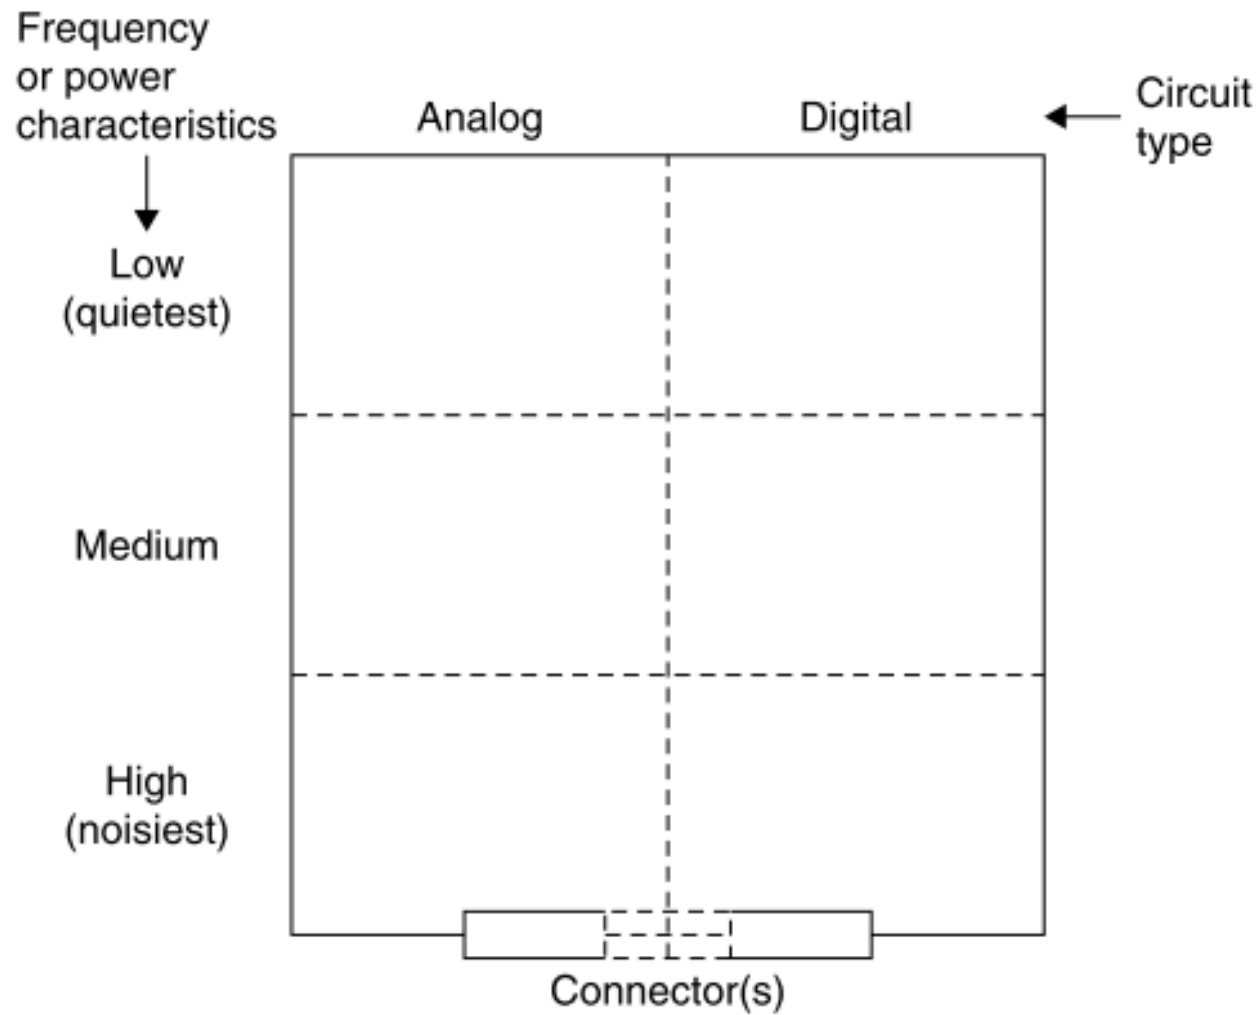 Frequency
or power
characteristics
Analog
Digital
Circuit
type
Low
(quietest)
Medium
High
(noisiest)
Connector(s)